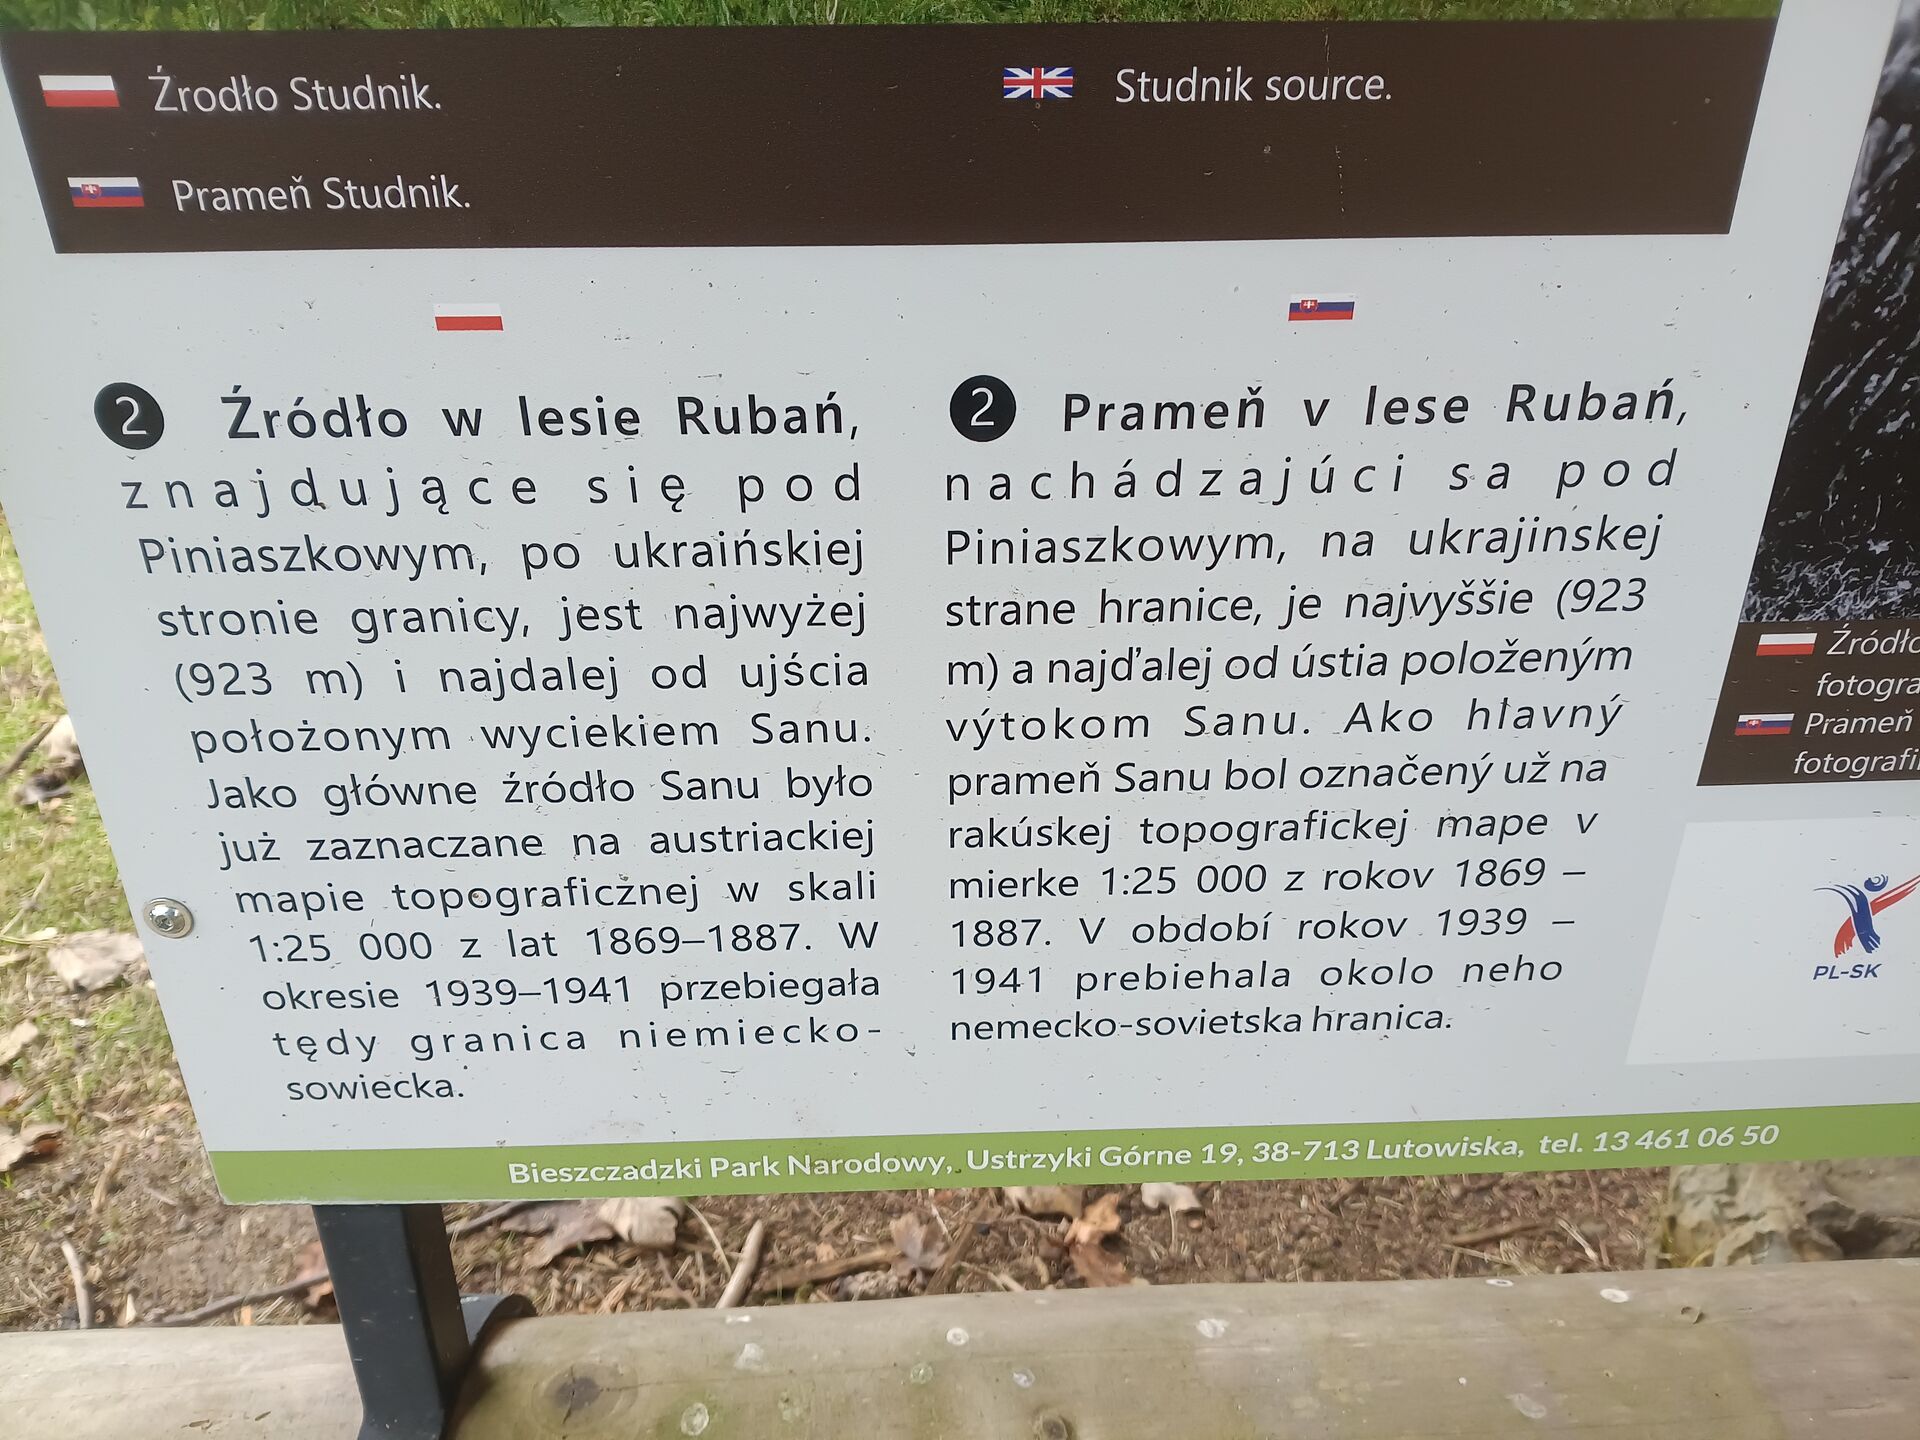 Źrodło Studnik.
Studnik source.
Prameň Studnik.
2 Źródło w lesie Rubań,
znajdujące się pod
Piniaszkowym, po ukraińskiej
stronie granicy, jest najwyżej
(923 m) i najdalej od ujścia
położonym wyciekiem Sanu.
Jako główne źródło Sanu było
już zaznaczane na austriackiej
mapie topograficznej w skali
1:25 000 z lat 1869–1887. W
okresie 1939–1941 przebiegała
tędy granica niemiecko-
sowiecka.
2 Prameň v lese Rubań,
nachádzajúci sa pod
Piniaszkowym, na ukrajinskej
strane hranice, je najvyššie (923
m) a najďalej od ústia položeným
výtokom Sanu. Ako hlavný
prameň Sanu bol označený už na
rakúskej topografickej mape v
mierke 1:25 000 z rokov 1869 –
1887. V období rokov 1939 –
1941 prebiehala okolo neho
nemecko-sovietska hranica.
Źródło
fotogra
Prameň
fotografi
PL-SK
Bieszczadzki Park Narodowy, Ustrzyki Górne 19, 38-713 Lutowiska, tel. 13 461 06 50